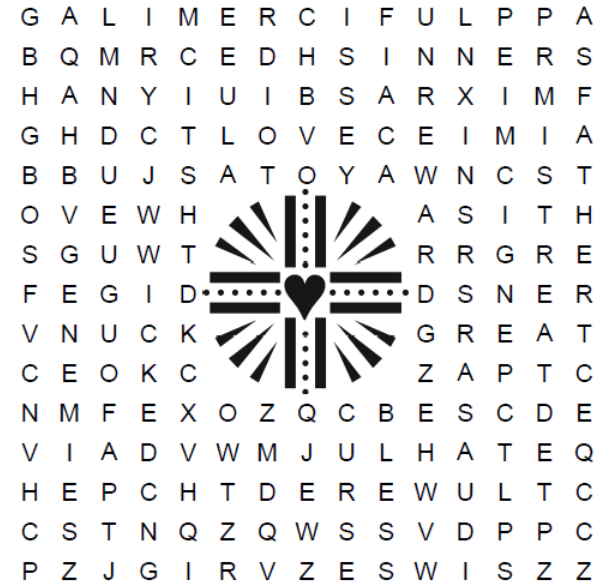 G A L I M E R C I F U L P P A
B Q M R C E D H S I N N E R S
H A N Y I U I B S A R X I M F
G H D C T L O V E C E I M I A
B B U J S A T O Y A W N C S T
O V E W H A S I T H
S G U W T R R G R E
F E G I D D S N E R
V N U C K G R E A T
C E O K C Z A P T C
N M F E X O Z Q C B E S C D E
V I A D V W M J U L H A T E Q
H E P C H T D E R E W U L T C
C S T N Q Z Q W S S V D P P C
P Z J G I R V Z E S W I S Z Z